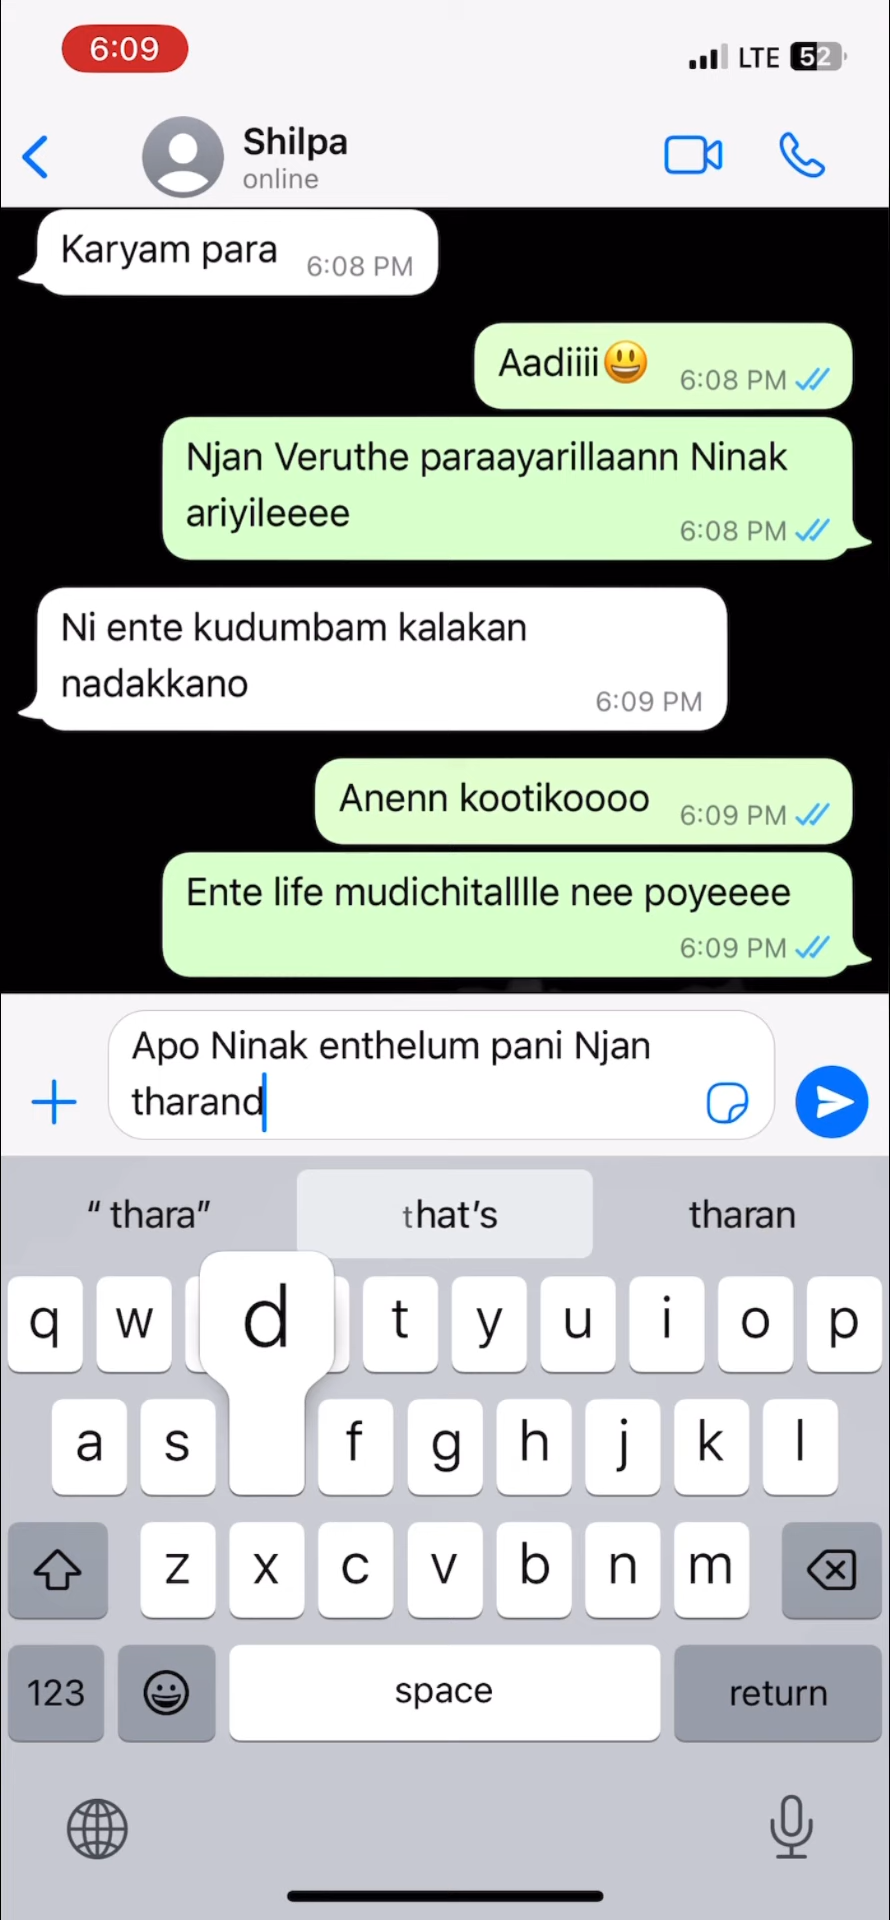 6:09
LTE 52
Shilpa
online
Karyam para 6:08 PM
Aadiiii😃 6:08 PM
Njan Veruthe paraayarillaann Ninak
ariyileeee 6:08 PM
Ni ente kudumbam kalakan
nadakkano 6:09 PM
Anenn kootikoooo 6:09 PM
Ente life mudichitalllle nee poyeeee
6:09 PM
Apo Ninak enthelum pani Njan
tharand
“ thara” that’s tharan
d
q w t y u i o p
a s f g h j k l
z x c v b n m
123 space return